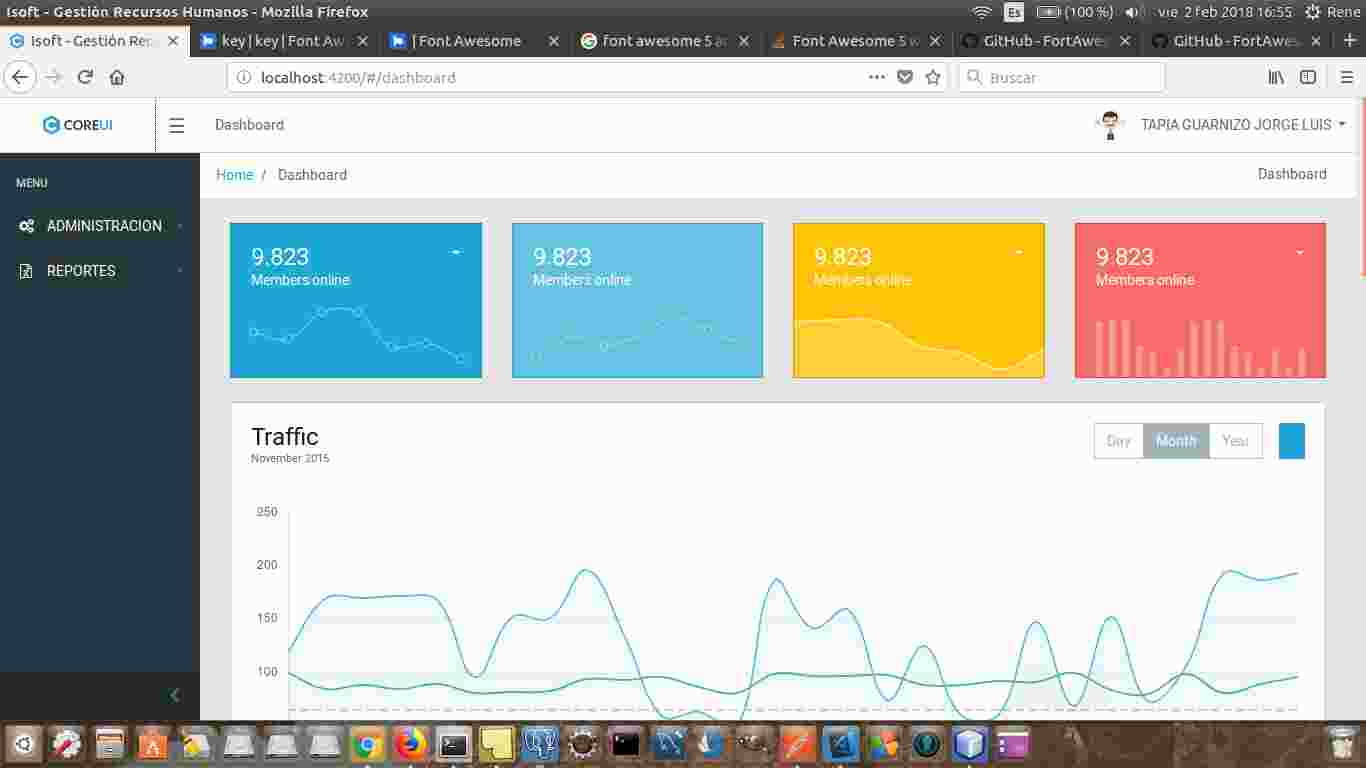 Isoft - Gestión Recursos Humanos - Mozilla Firefox
Es (100 %) vie 2 feb 2018 16:55 Rene
Isoft - Gestión Rec
key | key | Font Aw
| Font Awesome
font awesome 5 a
Font Awesome 5 w
GitHub - FortAwes
GitHub - FortAwes
localhost:4200/#/dashboard
Buscar
COREUI
Dashboard
TAPIA GUARNIZO JORGE LUIS
MENU
Home / Dashboard
Dashboard
ADMINISTRACION
REPORTES
9.823
Members online
9.823
Members online
9.823
Members online
9.823
Members online
Traffic
November 2015
Day
Month
Year
250
200
150
100